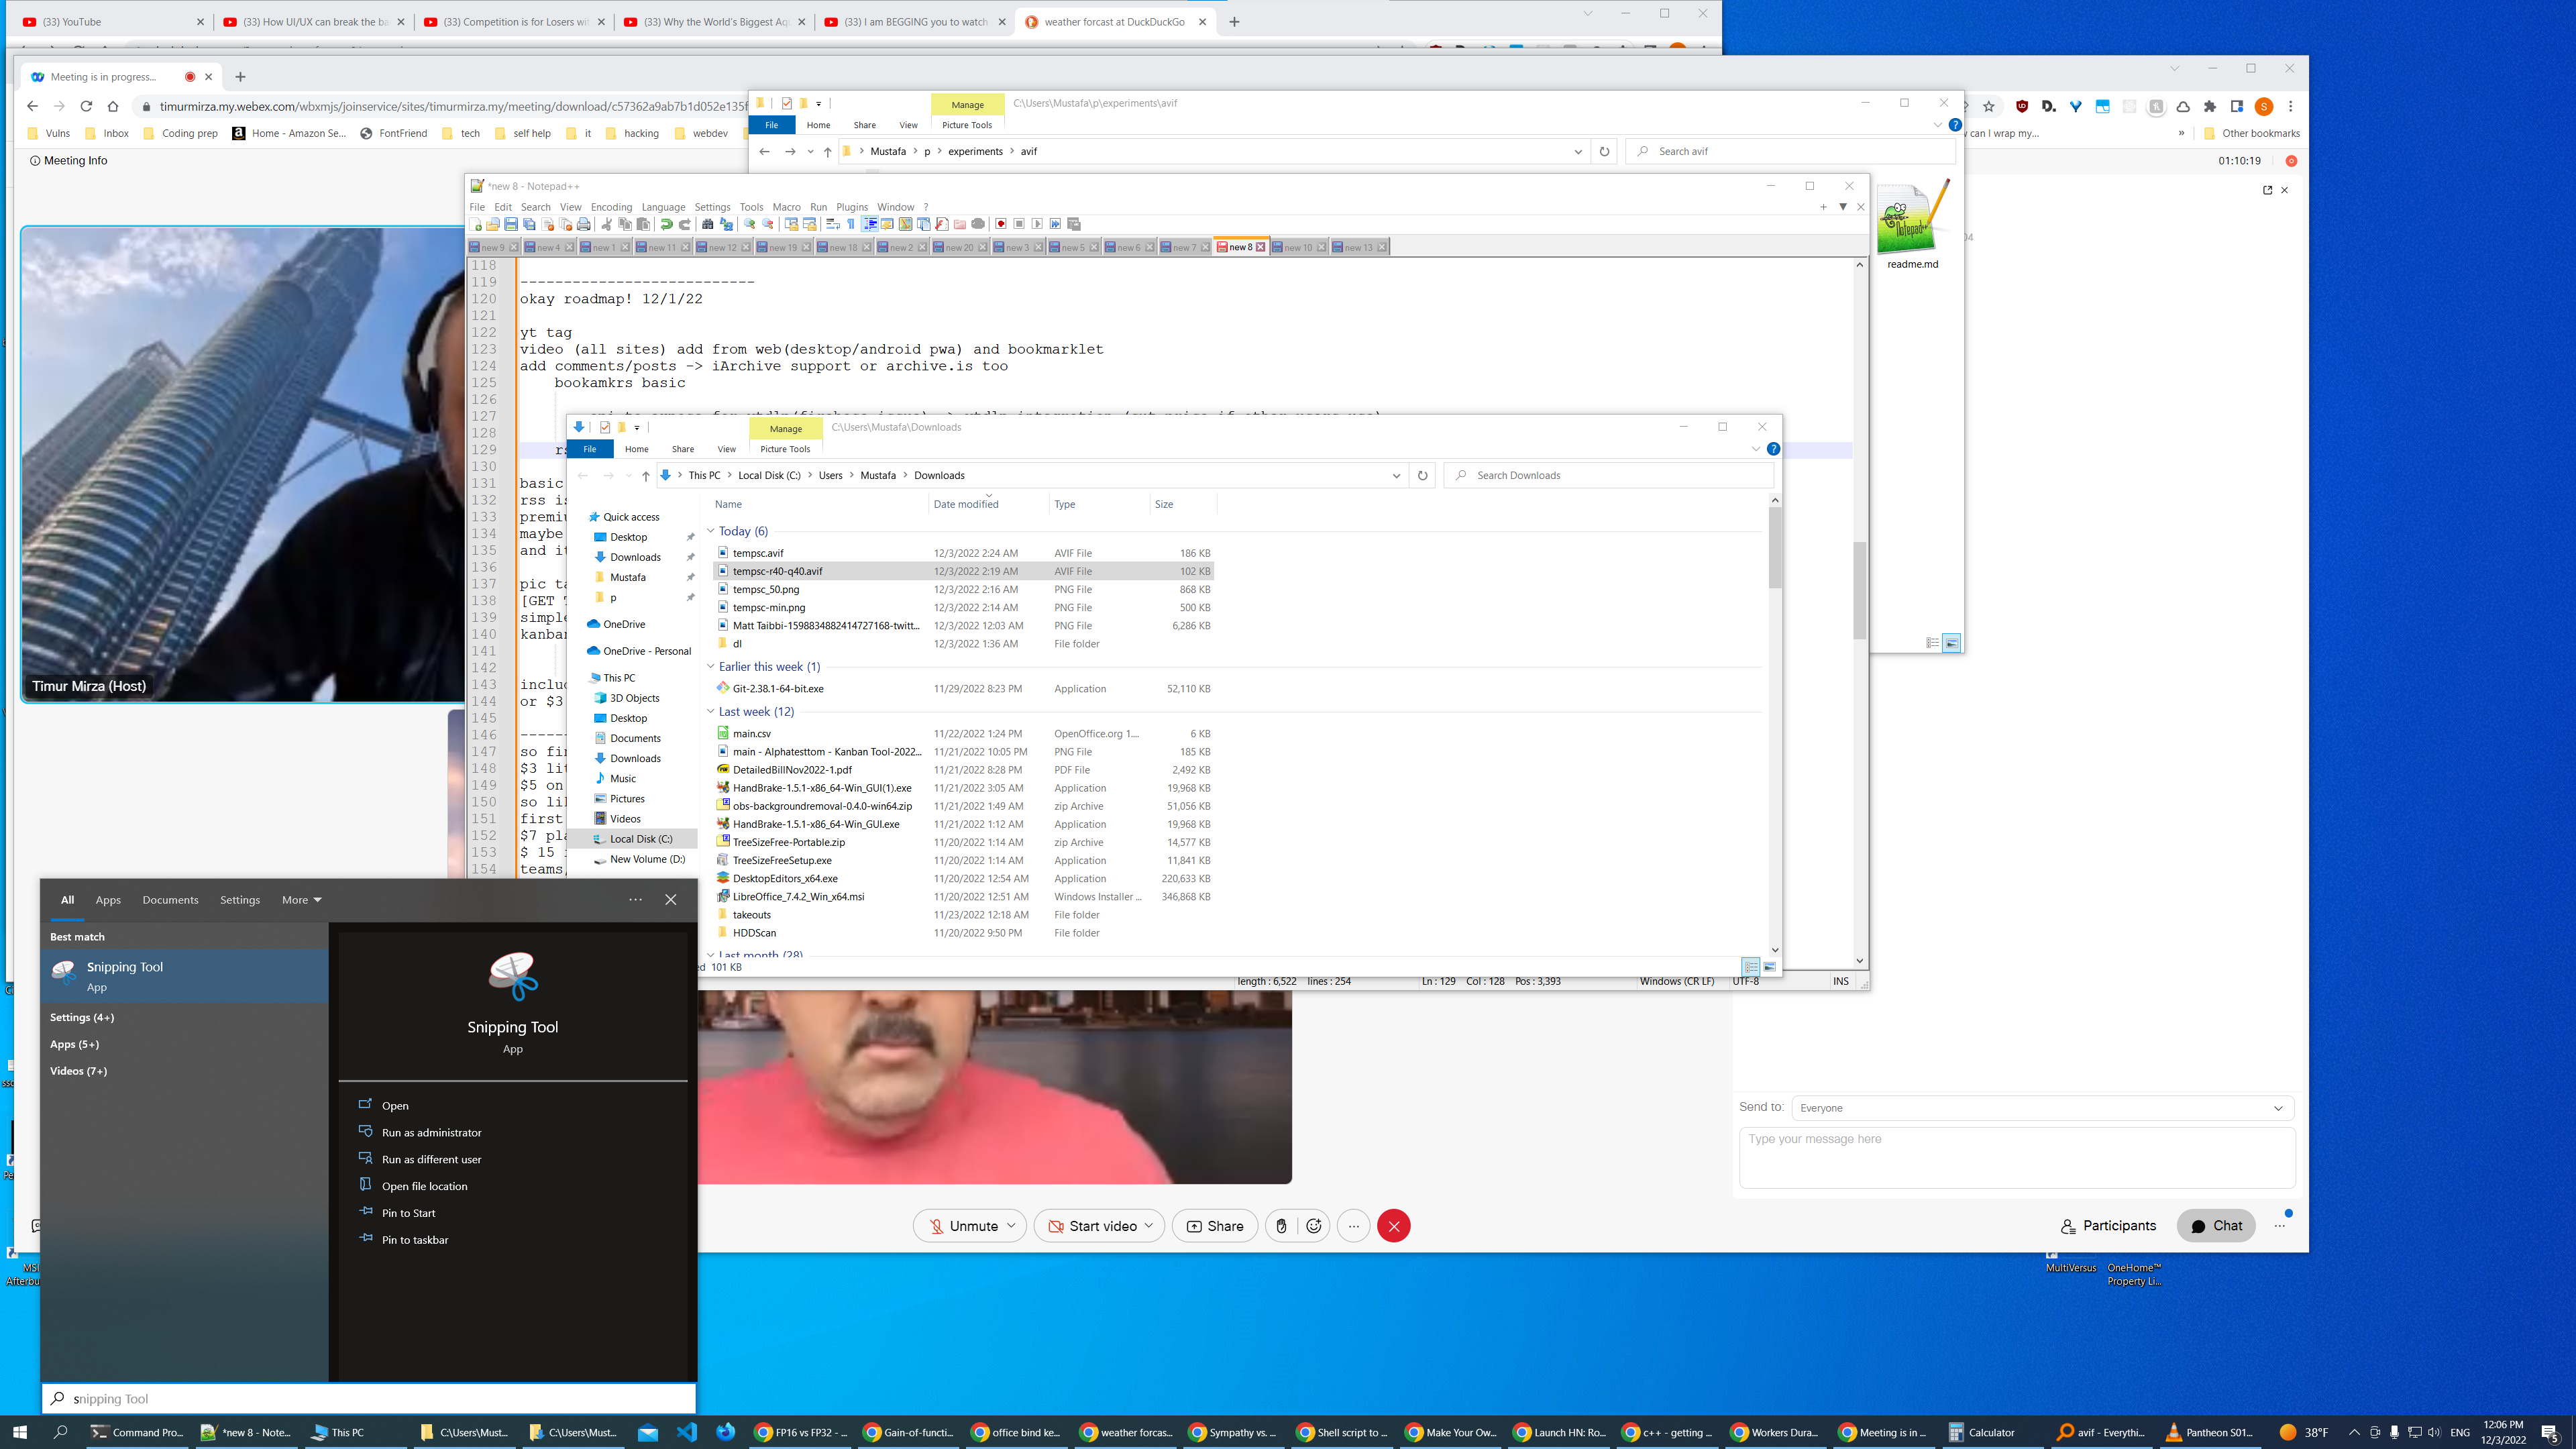 (33) YouTube
(33) How UI/UX can break the ba
(33) Competition is for Losers wit
(33) Why the World's Biggest Aq
(33) I am BEGGING you to watch
weather forcast at DuckDuckGo
Meeting is in progress...
timurmirza.my.webex.com/wbxmjs/joinservice/sites/timurmirza.my/meeting/download/c57362a9ab7b1d052e135f
Vulns
Inbox
Coding prep
Home - Amazon Se...
FontFriend
tech
self help
it
hacking
webdev
can I wrap my...
Other bookmarks
Meeting Info
01:10:19
Manage
C:\Users\Mustafa\p\experiments\avif
File
Home
Share
View
Picture Tools
Mustafa
p
experiments
avif
Search avif
readme.md
*new 8 - Notepad++
File Edit Search View Encoding Language Settings Tools Macro Run Plugins Window ?
new 9
new 4
new 1
new 11
new 12
new 19
new 18
new 2
new 20
new 3
new 5
new 6
new 7
new 8
new 10
new 13
118
119 ---------------------------
120 okay roadmap! 12/1/22
121
122 yt tag
123 video (all sites) add from web(desktop/android pwa) and bookmarklet
124 add comments/posts -> iArchive support or archive.is too
125 bookamkrs basic
126
127
128
129
130
131 basic
132 rss is
133 premiu
134 maybe
135 and it
136
137 pic ta
138 [GET
139 simple
140 kanban
141
142
143 includ
144 or $3
145
146 ------
147 so fir
148 $3 lit
149 $5 on
150 so lik
151 first
152 $7 pla
153 $ 15
154 teams,
length : 6,522 lines : 254
Ln : 129 Col : 128 Pos : 3,393
Windows (CR LF)
UTF-8
INS
Manage
C:\Users\Mustafa\Downloads
File
Home
Share
View
Picture Tools
This PC
Local Disk (C:)
Users
Mustafa
Downloads
Search Downloads
Quick access
Desktop
Downloads
Mustafa
p
OneDrive
OneDrive - Personal
This PC
3D Objects
Desktop
Documents
Downloads
Music
Pictures
Videos
Local Disk (C:)
New Volume (D:)
Name Date modified Type Size
Today (6)
tempsc.avif 12/3/2022 2:24 AM AVIF File 186 KB
tempsc-r40-q40.avif 12/3/2022 2:19 AM AVIF File 102 KB
tempsc_50.png 12/3/2022 2:16 AM PNG File 868 KB
tempsc-min.png 12/3/2022 2:14 AM PNG File 500 KB
Matt Taibbi-1598834882414727168-twitt... 12/3/2022 12:03 AM PNG File 6,286 KB
dl 12/3/2022 1:36 AM File folder
Earlier this week (1)
Git-2.38.1-64-bit.exe 11/29/2022 8:23 PM Application 52,110 KB
Last week (12)
main.csv 11/22/2022 1:24 PM OpenOffice.org 1.... 6 KB
main - Alphatesttom - Kanban Tool-2022... 11/21/2022 10:05 PM PNG File 185 KB
DetailedBillNov2022-1.pdf 11/21/2022 8:28 PM PDF File 2,492 KB
HandBrake-1.5.1-x86_64-Win_GUI(1).exe 11/21/2022 3:05 AM Application 19,968 KB
obs-backgroundremoval-0.4.0-win64.zip 11/21/2022 1:49 AM zip Archive 51,056 KB
HandBrake-1.5.1-x86_64-Win_GUI.exe 11/21/2022 1:12 AM Application 19,968 KB
TreeSizeFree-Portable.zip 11/20/2022 1:14 AM zip Archive 14,577 KB
TreeSizeFreeSetup.exe 11/20/2022 1:14 AM Application 11,841 KB
DesktopEditors_x64.exe 11/20/2022 12:54 AM Application 220,633 KB
LibreOffice_7.4.2_Win_x64.msi 11/20/2022 12:51 AM Windows Installer ... 346,868 KB
takeouts 11/23/2022 12:18 AM File folder
HDDScan 11/20/2022 9:50 PM File folder
Last month (28)
ed 101 KB
Timur Mirza (Host)
All
Apps
Documents
Settings
More
Best match
Snipping Tool
App
Settings (4+)
Apps (5+)
Videos (7+)
Snipping Tool
App
Open
Run as administrator
Run as different user
Open file location
Pin to Start
Pin to taskbar
snipping Tool
Send to:
Everyone
Type your message here
Unmute
Start video
Share
Participants
Chat
MSI
Afterbu
MultiVersus
OneHome™
Property Li...
Command Pro...
*new 8 - Note...
This PC
C:\Users\Must...
C:\Users\Must...
FP16 vs FP32 - ...
Gain-of-functi...
office bind ke...
weather forcas...
Sympathy vs. ...
Shell script to ...
Make Your Ow...
Launch HN: Ro...
c++ - getting ...
Workers Dura...
Meeting is in ...
Calculator
avif - Everythi...
Pantheon S01...
38°F
ENG
12:06 PM
12/3/2022
5